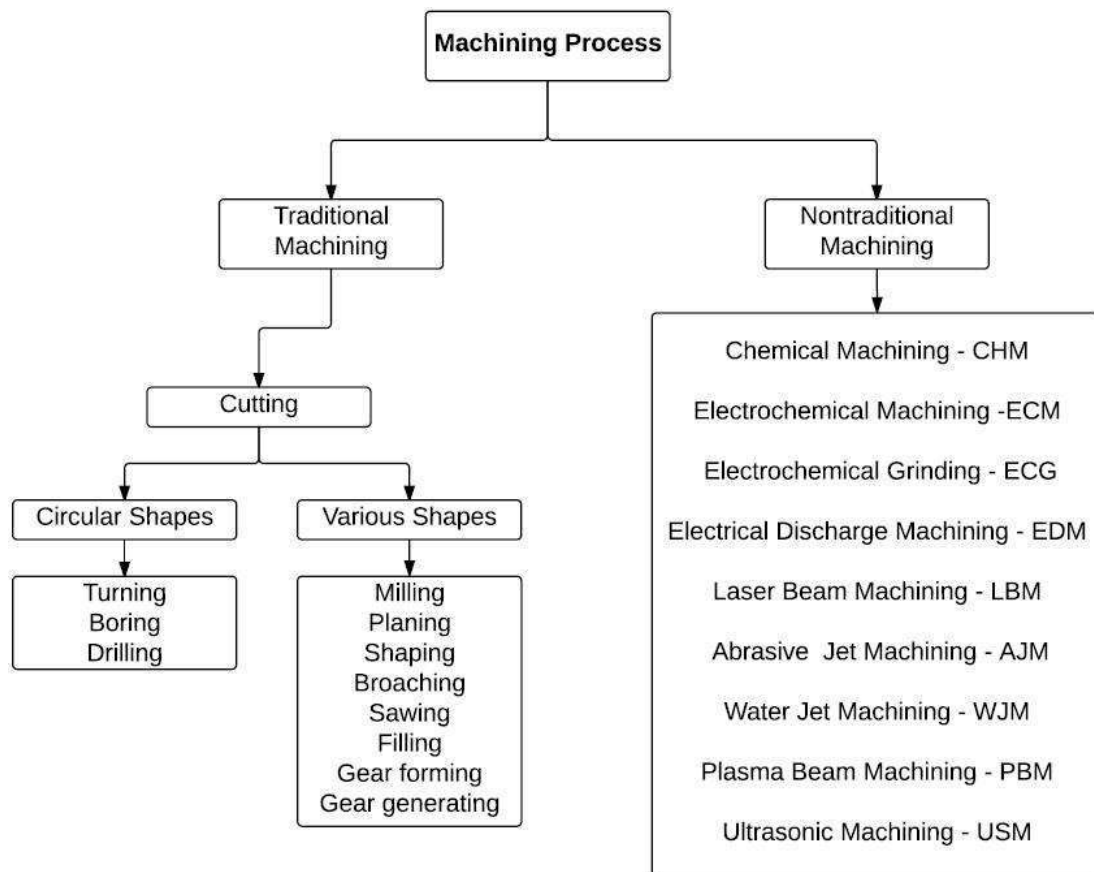 Machining Process
Traditional
Machining
Nontraditional
Machining
Cutting
Circular Shapes
Various Shapes
Turning
Boring
Drilling
Milling
Planing
Shaping
Broaching
Sawing
Filling
Gear forming
Gear generating
Chemical Machining - CHM
Electrochemical Machining -ECM
Electrochemical Grinding - ECG
Electrical Discharge Machining - EDM
Laser Beam Machining - LBM
Abrasive  Jet Machining - AJM
Water Jet Machining - WJM
Plasma Beam Machining - PBM
Ultrasonic Machining - USM